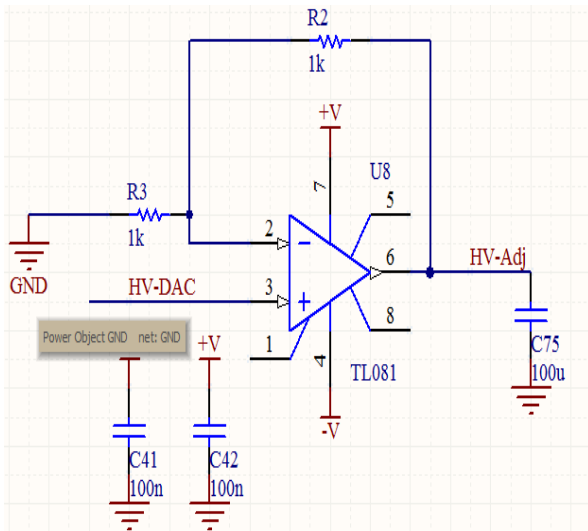 R2
1k
+V
U8
7
5
R3
1k
2
6
HV-Adj
GND
HV-DAC
3
8
Power Object GND net: GND
+V
1
4
TL081
C75
100u
-V
C41
100n
C42
100n